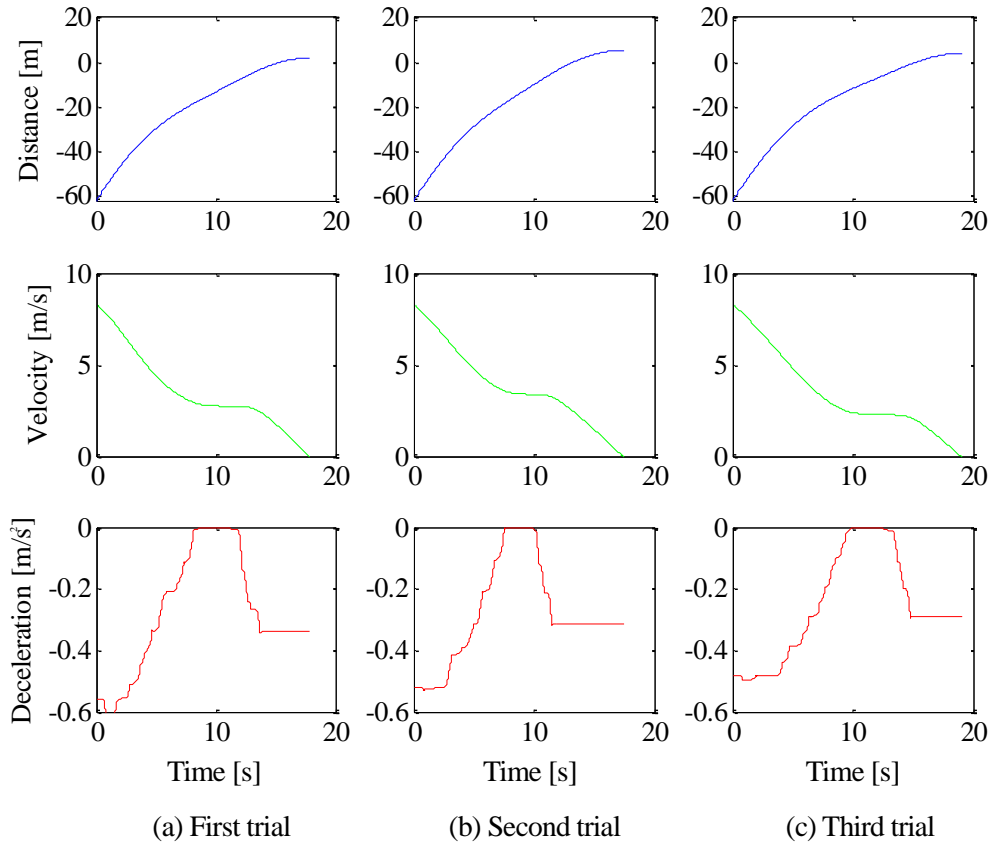 20
0
-20
-40
-60
0 10 20
Distance [m]
20
0
-20
-40
-60
0 10 20
20
0
-20
-40
-60
0 10 20
10
5
0
0 10 20
Velocity [m/s]
10
5
0
0 10 20
10
5
0
0 10 20
0
-0.2
-0.4
-0.6
0 10 20
Deceleration [m/s²]
Time [s]
0
-0.2
-0.4
-0.6
0 10 20
Time [s]
0
-0.2
-0.4
-0.6
0 10 20
Time [s]
(a) First trial
(b) Second trial
(c) Third trial